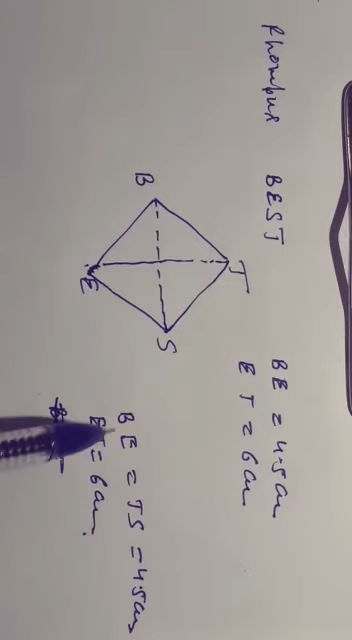 Rhombus BEST
BE = 4.5cm
ET = 6cm
B
T
E
S
BE = TS = 4.5cm
ET = 6cm.